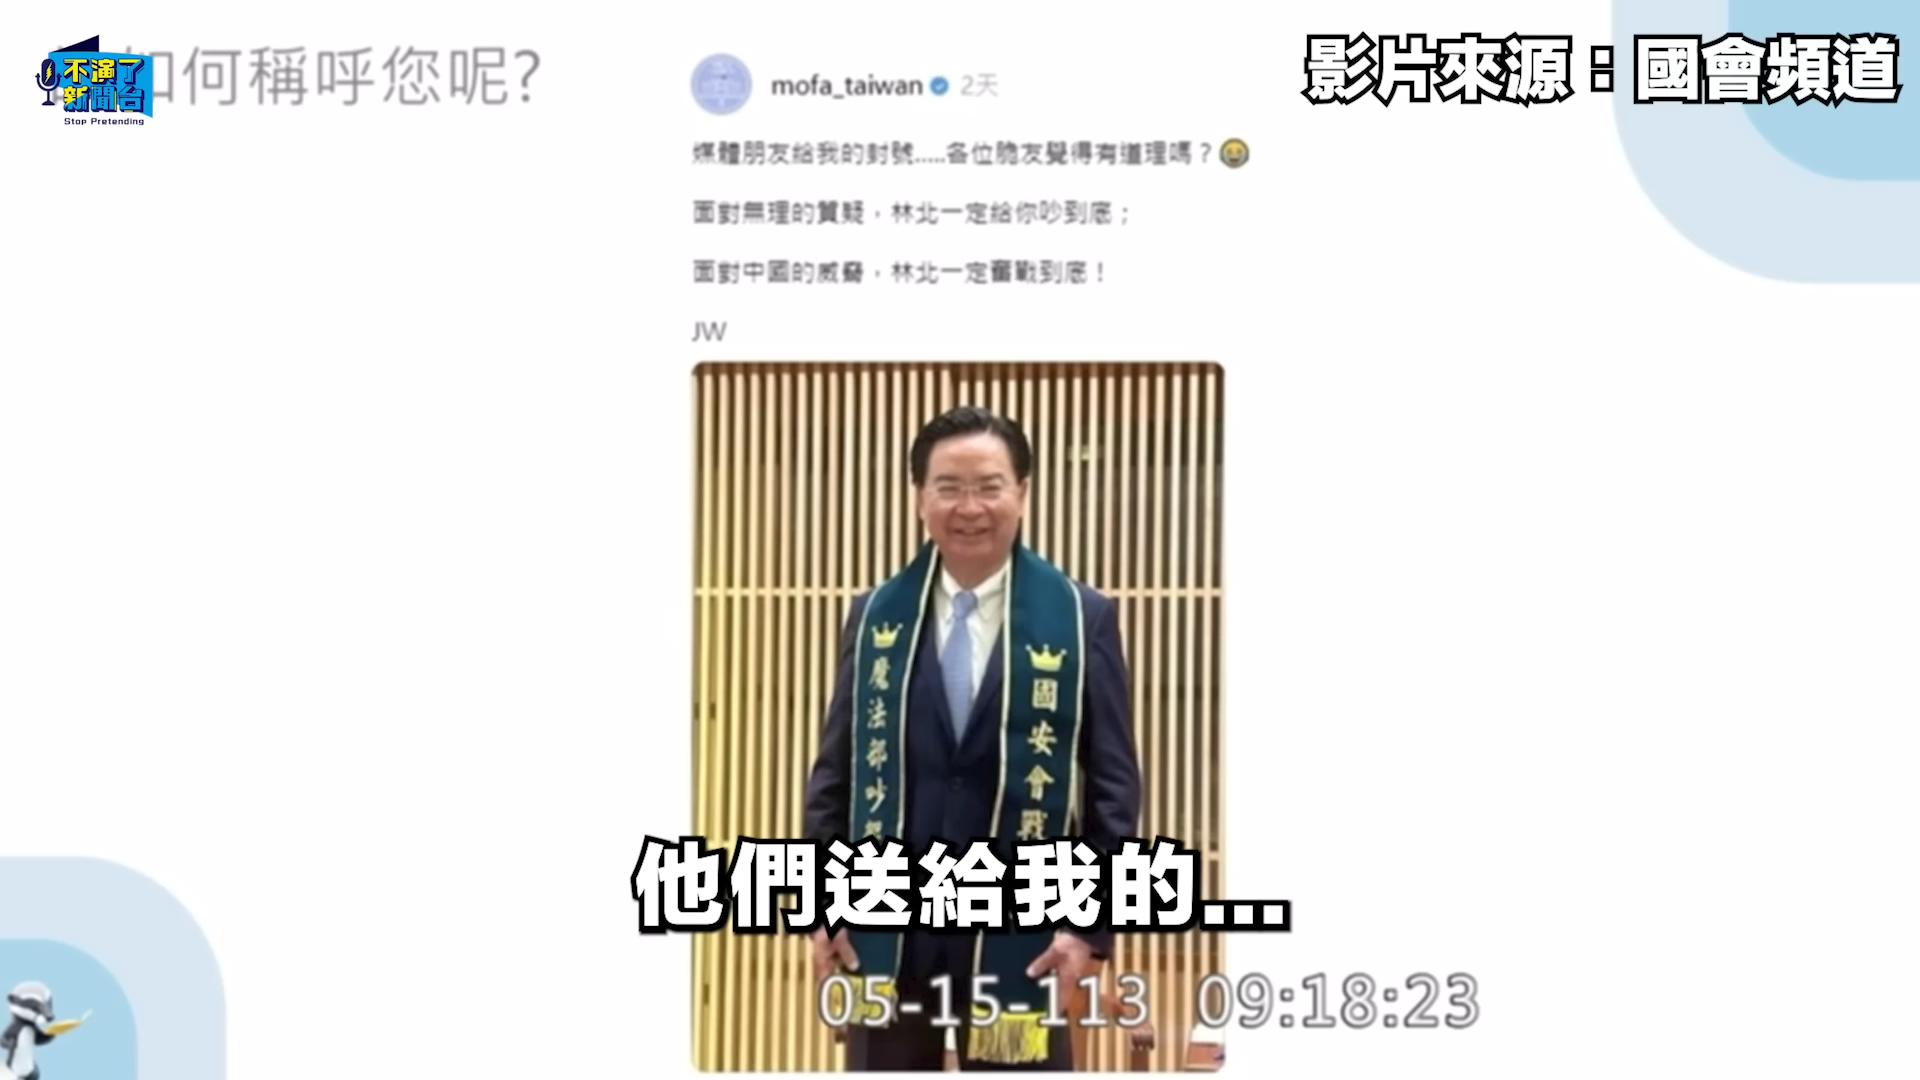 不演了
新聞台
Stop Pretending
如何稱呼您呢?
影片來源：國會頻道
mofa_taiwan 2天
媒體朋友給我的封號.....各位脆友覺得有道理嗎？😂
面對無理的質疑，林北一定給你吵到底；
面對中國的威脅，林北一定奮戰到底！
JW
魔法部吵
國安會戰
他們送給我的...
05-15-113 09:18:23